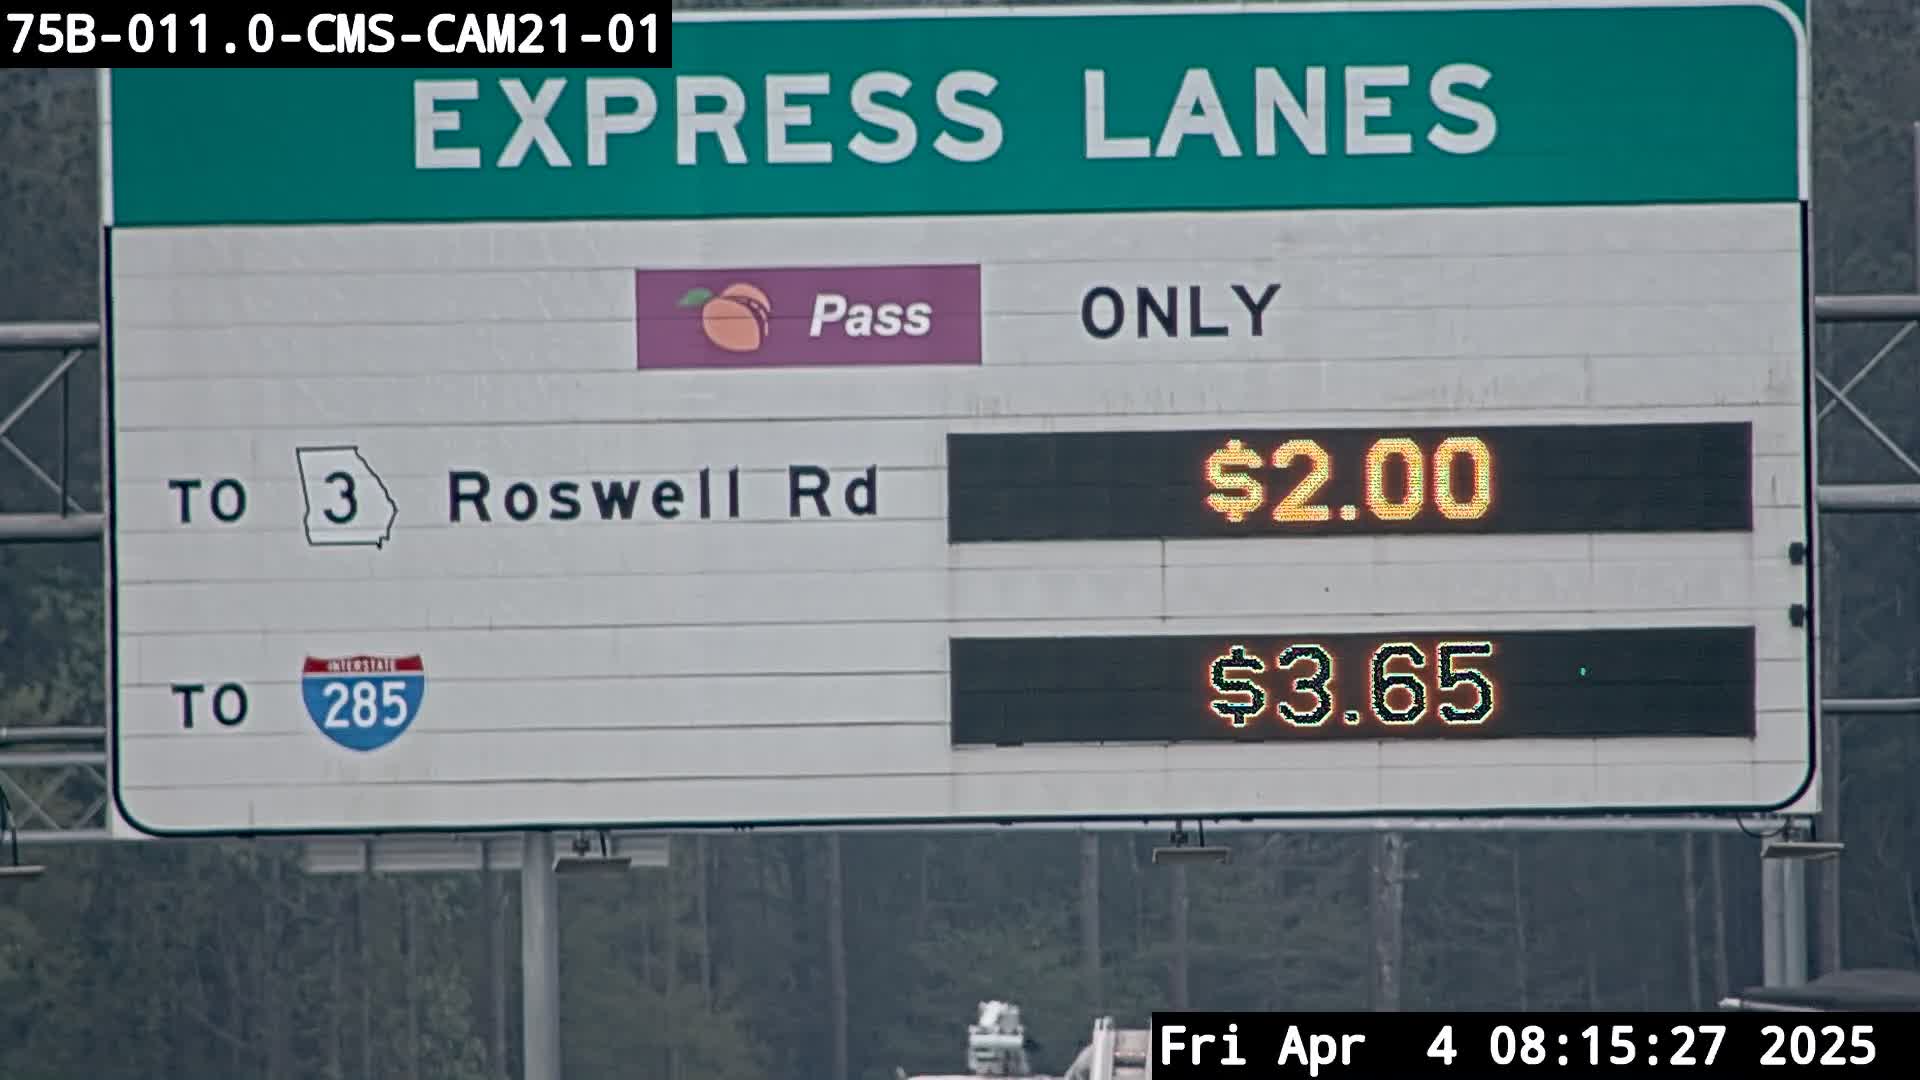 75B-011.0-CMS-CAM21-01
EXPRESS LANES
Pass ONLY
TO 3 Roswell Rd $2.00
INTERSTATE
TO 285 $3.65
Fri Apr 4 08:15:27 2025